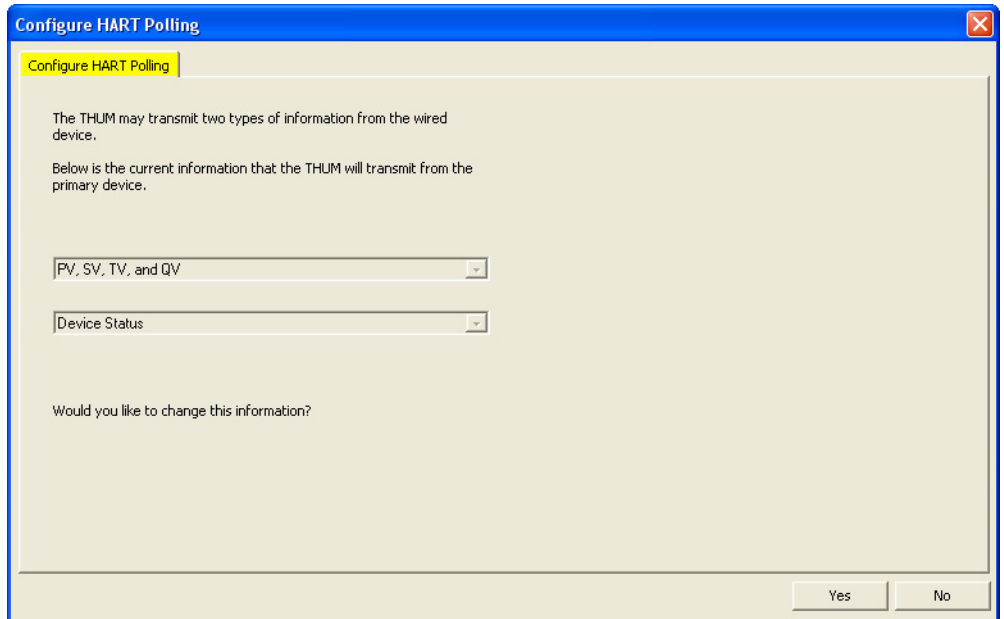 Configure HART Polling
Configure HART Polling
The THUM may transmit two types of information from the wired
device.
Below is the current information that the THUM will transmit from the
primary device.
PV, SV, TV, and QV
Device Status
Would you like to change this information?
Yes
No